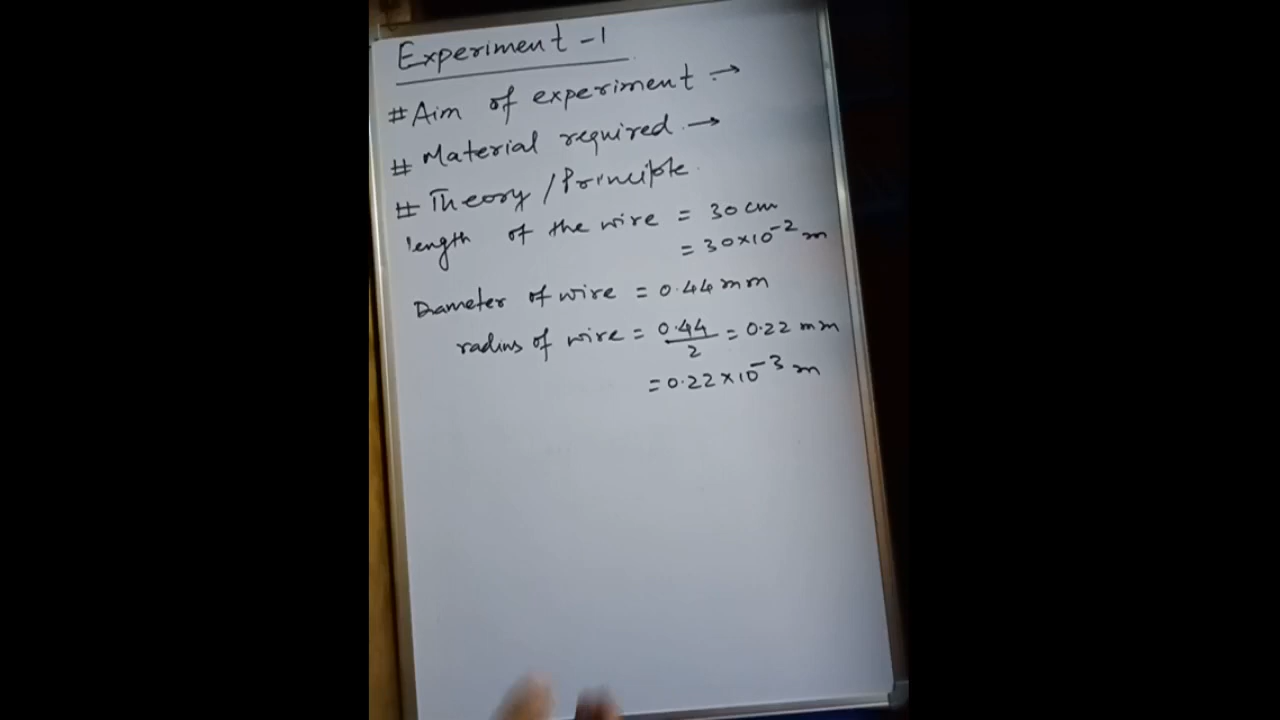 Experiment - 1
# Aim of experiment :→
# Material required. →
# Theory / Principle.
length of the wire = 30 cm
= 30×10⁻² m
Diameter of wire = 0.44 mm
radius of wire = 0.44/2 = 0.22 mm
= 0.22 × 10⁻³ m